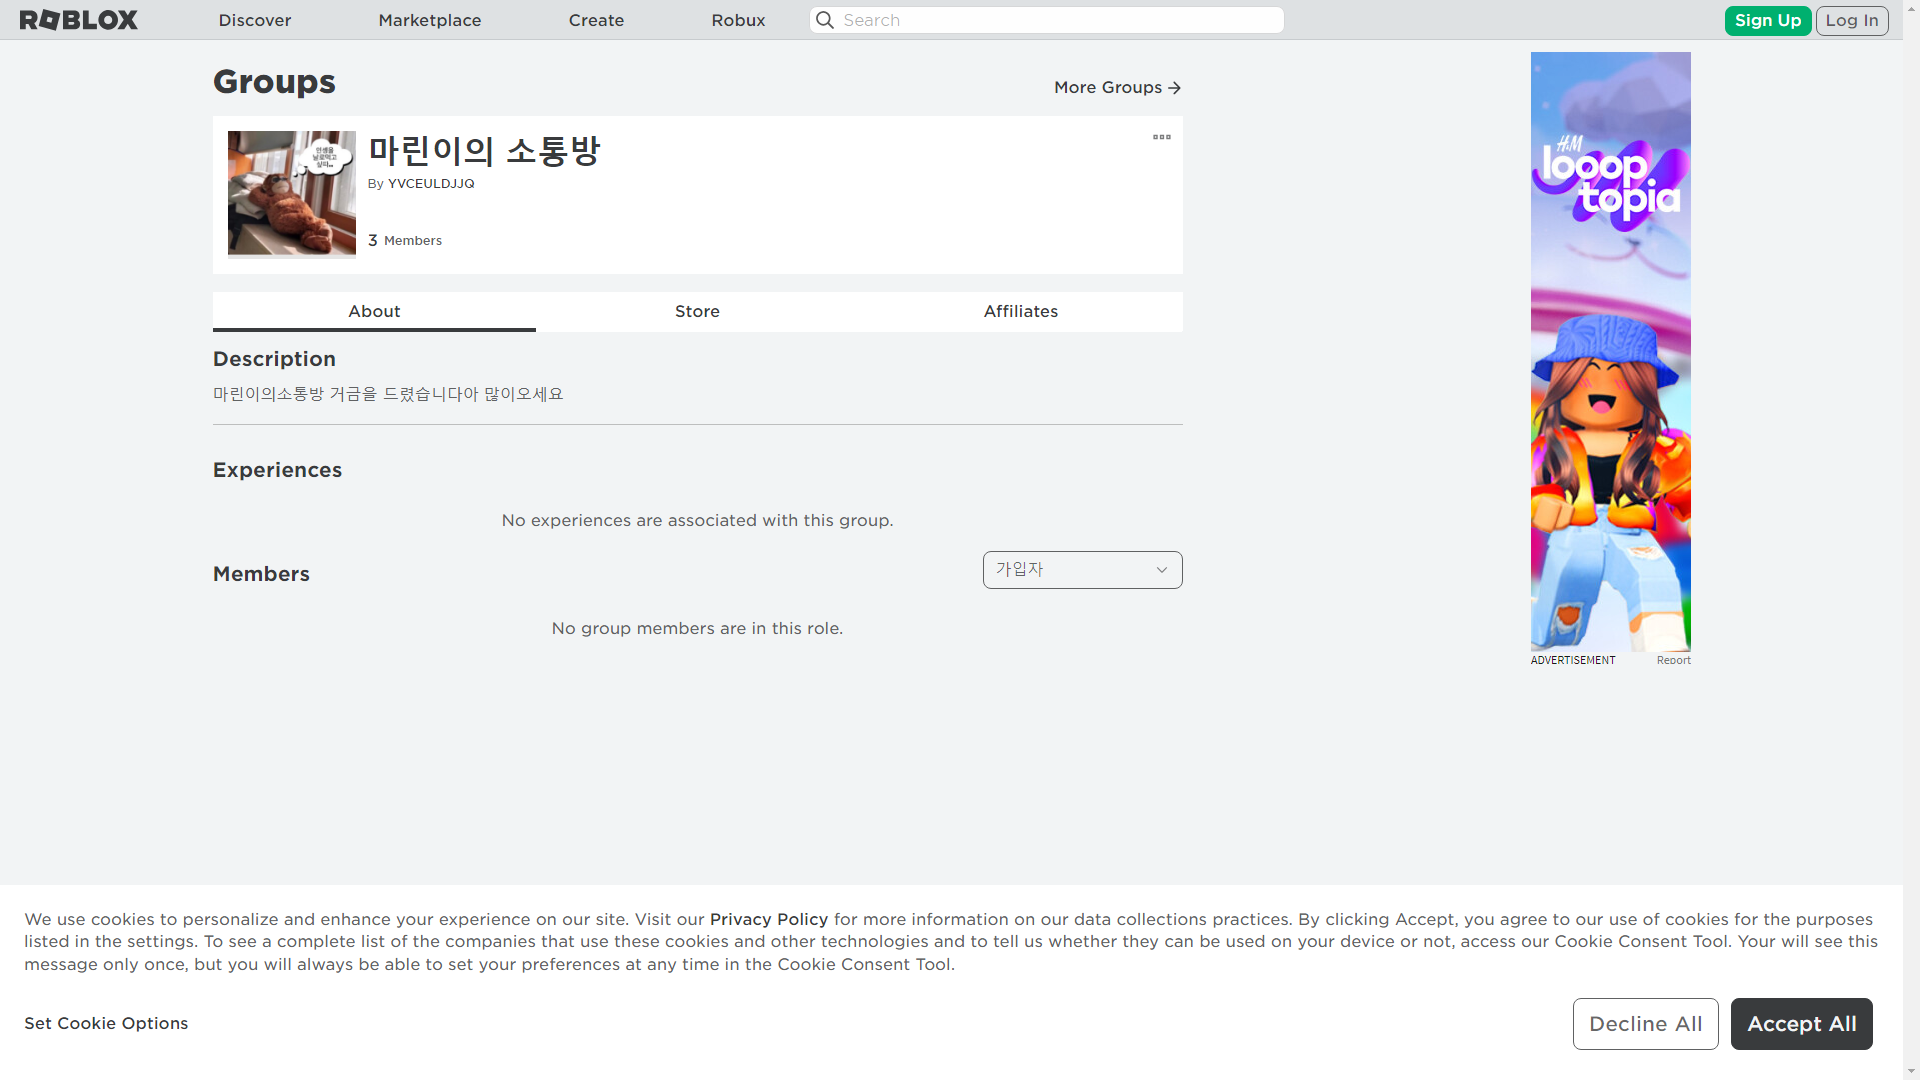 ROBLOX
Discover
Marketplace
Create
Robux
Search
Sign Up
Log In
Groups
More Groups
마린이의 소통방
By YVCEULDJJQ
3 Members
인생을
날로먹고
싶다..
About
Store
Affiliates
Description
마린이의소통방 거금을 드렸습니다아 많이오세요
Experiences
No experiences are associated with this group.
Members
가입자
No group members are in this role.
H&M
looop
topia
ADVERTISEMENT
Report
We use cookies to personalize and enhance your experience on our site. Visit our Privacy Policy for more information on our data collections practices. By clicking Accept, you agree to our use of cookies for the purposes
listed in the settings. To see a complete list of the companies that use these cookies and other technologies and to tell us whether they can be used on your device or not, access our Cookie Consent Tool. Your will see this
message only once, but you will always be able to set your preferences at any time in the Cookie Consent Tool.
Set Cookie Options
Decline All
Accept All